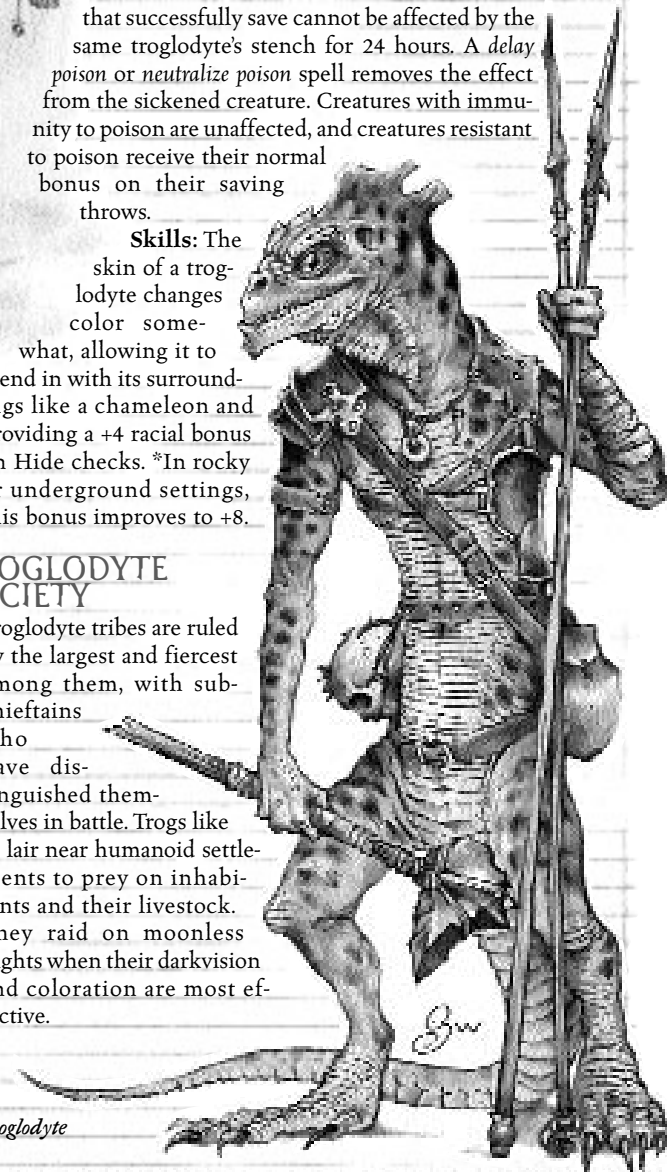 that successfully save cannot be affected by the
same troglodyte's stench for 24 hours. A delay
poison or neutralize poison spell removes the effect
from the sickened creature. Creatures with immu-
nity to poison are unaffected, and creatures resistant
to poison receive their normal
bonus on their saving
throws.
Skills: The
skin of a trog-
lodyte changes
color some-
what, allowing it to
end in with its surround-
gs like a chameleon and
roviding a +4 racial bonus
n Hide checks. *In rocky
r underground settings,
is bonus improves to +8.
OGLODYTE
CIETY
roglodyte tribes are ruled
y the largest and fiercest
mong them, with sub-
hieftains
ho
ave dis-
nguished them-
lves in battle. Trogs like
lair near humanoid settle-
ents to prey on inhabi-
nts and their livestock.
hey raid on moonless
ghts when their darkvision
nd coloration are most ef-
ctive.
oglodyte